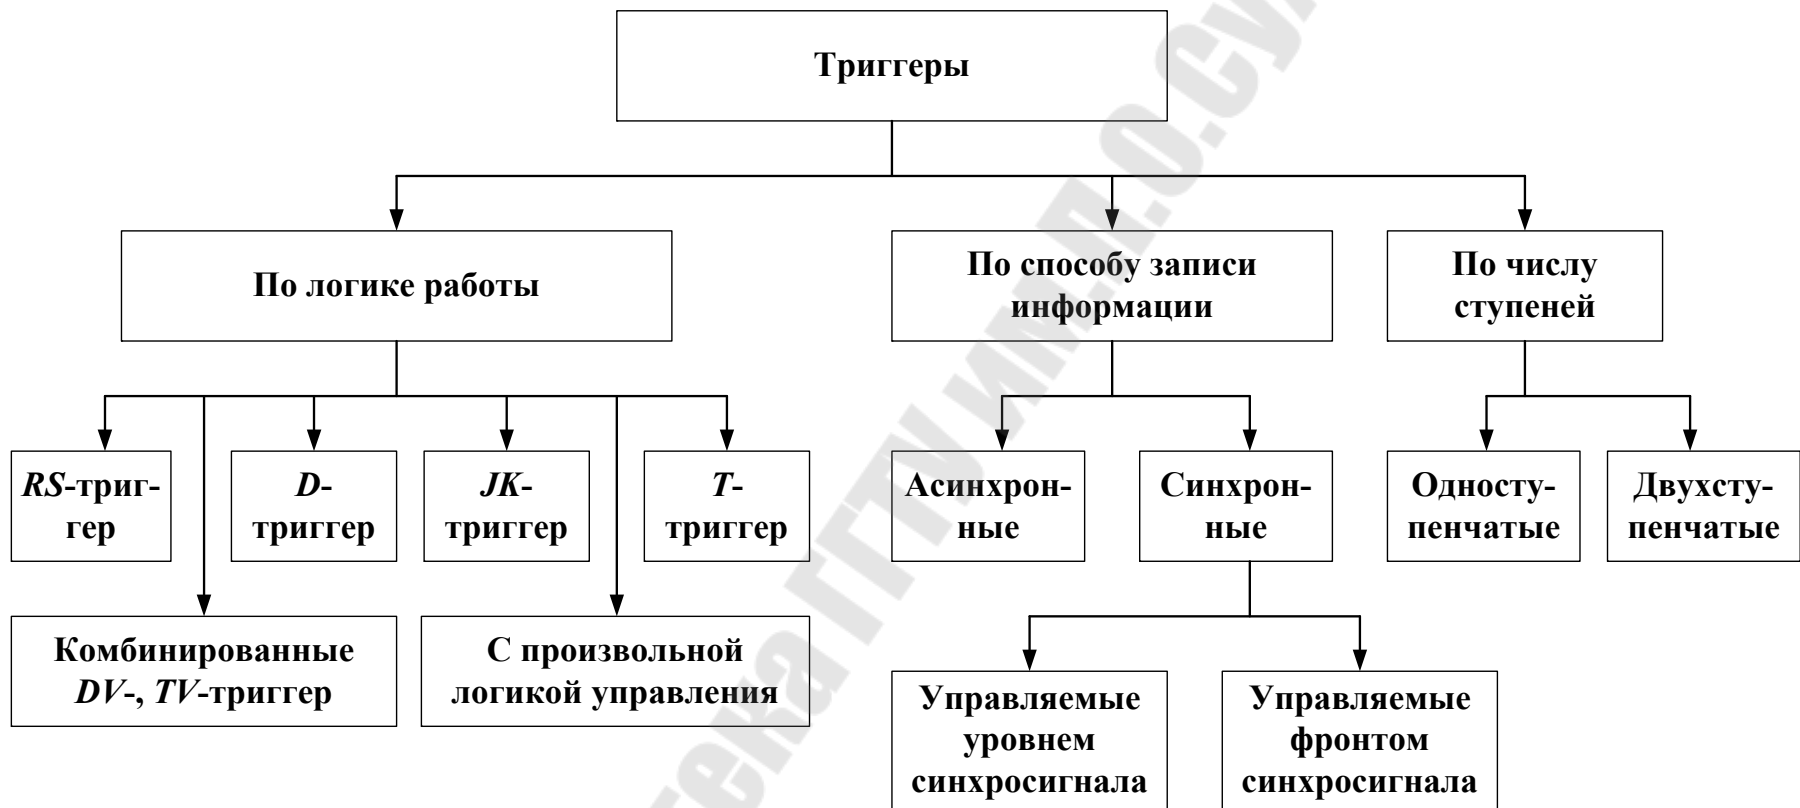 Триггеры
По логике работы
По способу записи
информации
По числу
ступеней
RS-триг-
гер
D-
триггер
JK-
триггер
T-
триггер
Асинхрон-
ные
Синхрон-
ные
Односту-
пенчатые
Двухсту-
пенчатые
Комбинированные
DV-, TV-триггер
С произвольной
логикой управления
Управляемые
уровнем
синхросигнала
Управляемые
фронтом
синхросигнала
ГГТУ им.П.О.